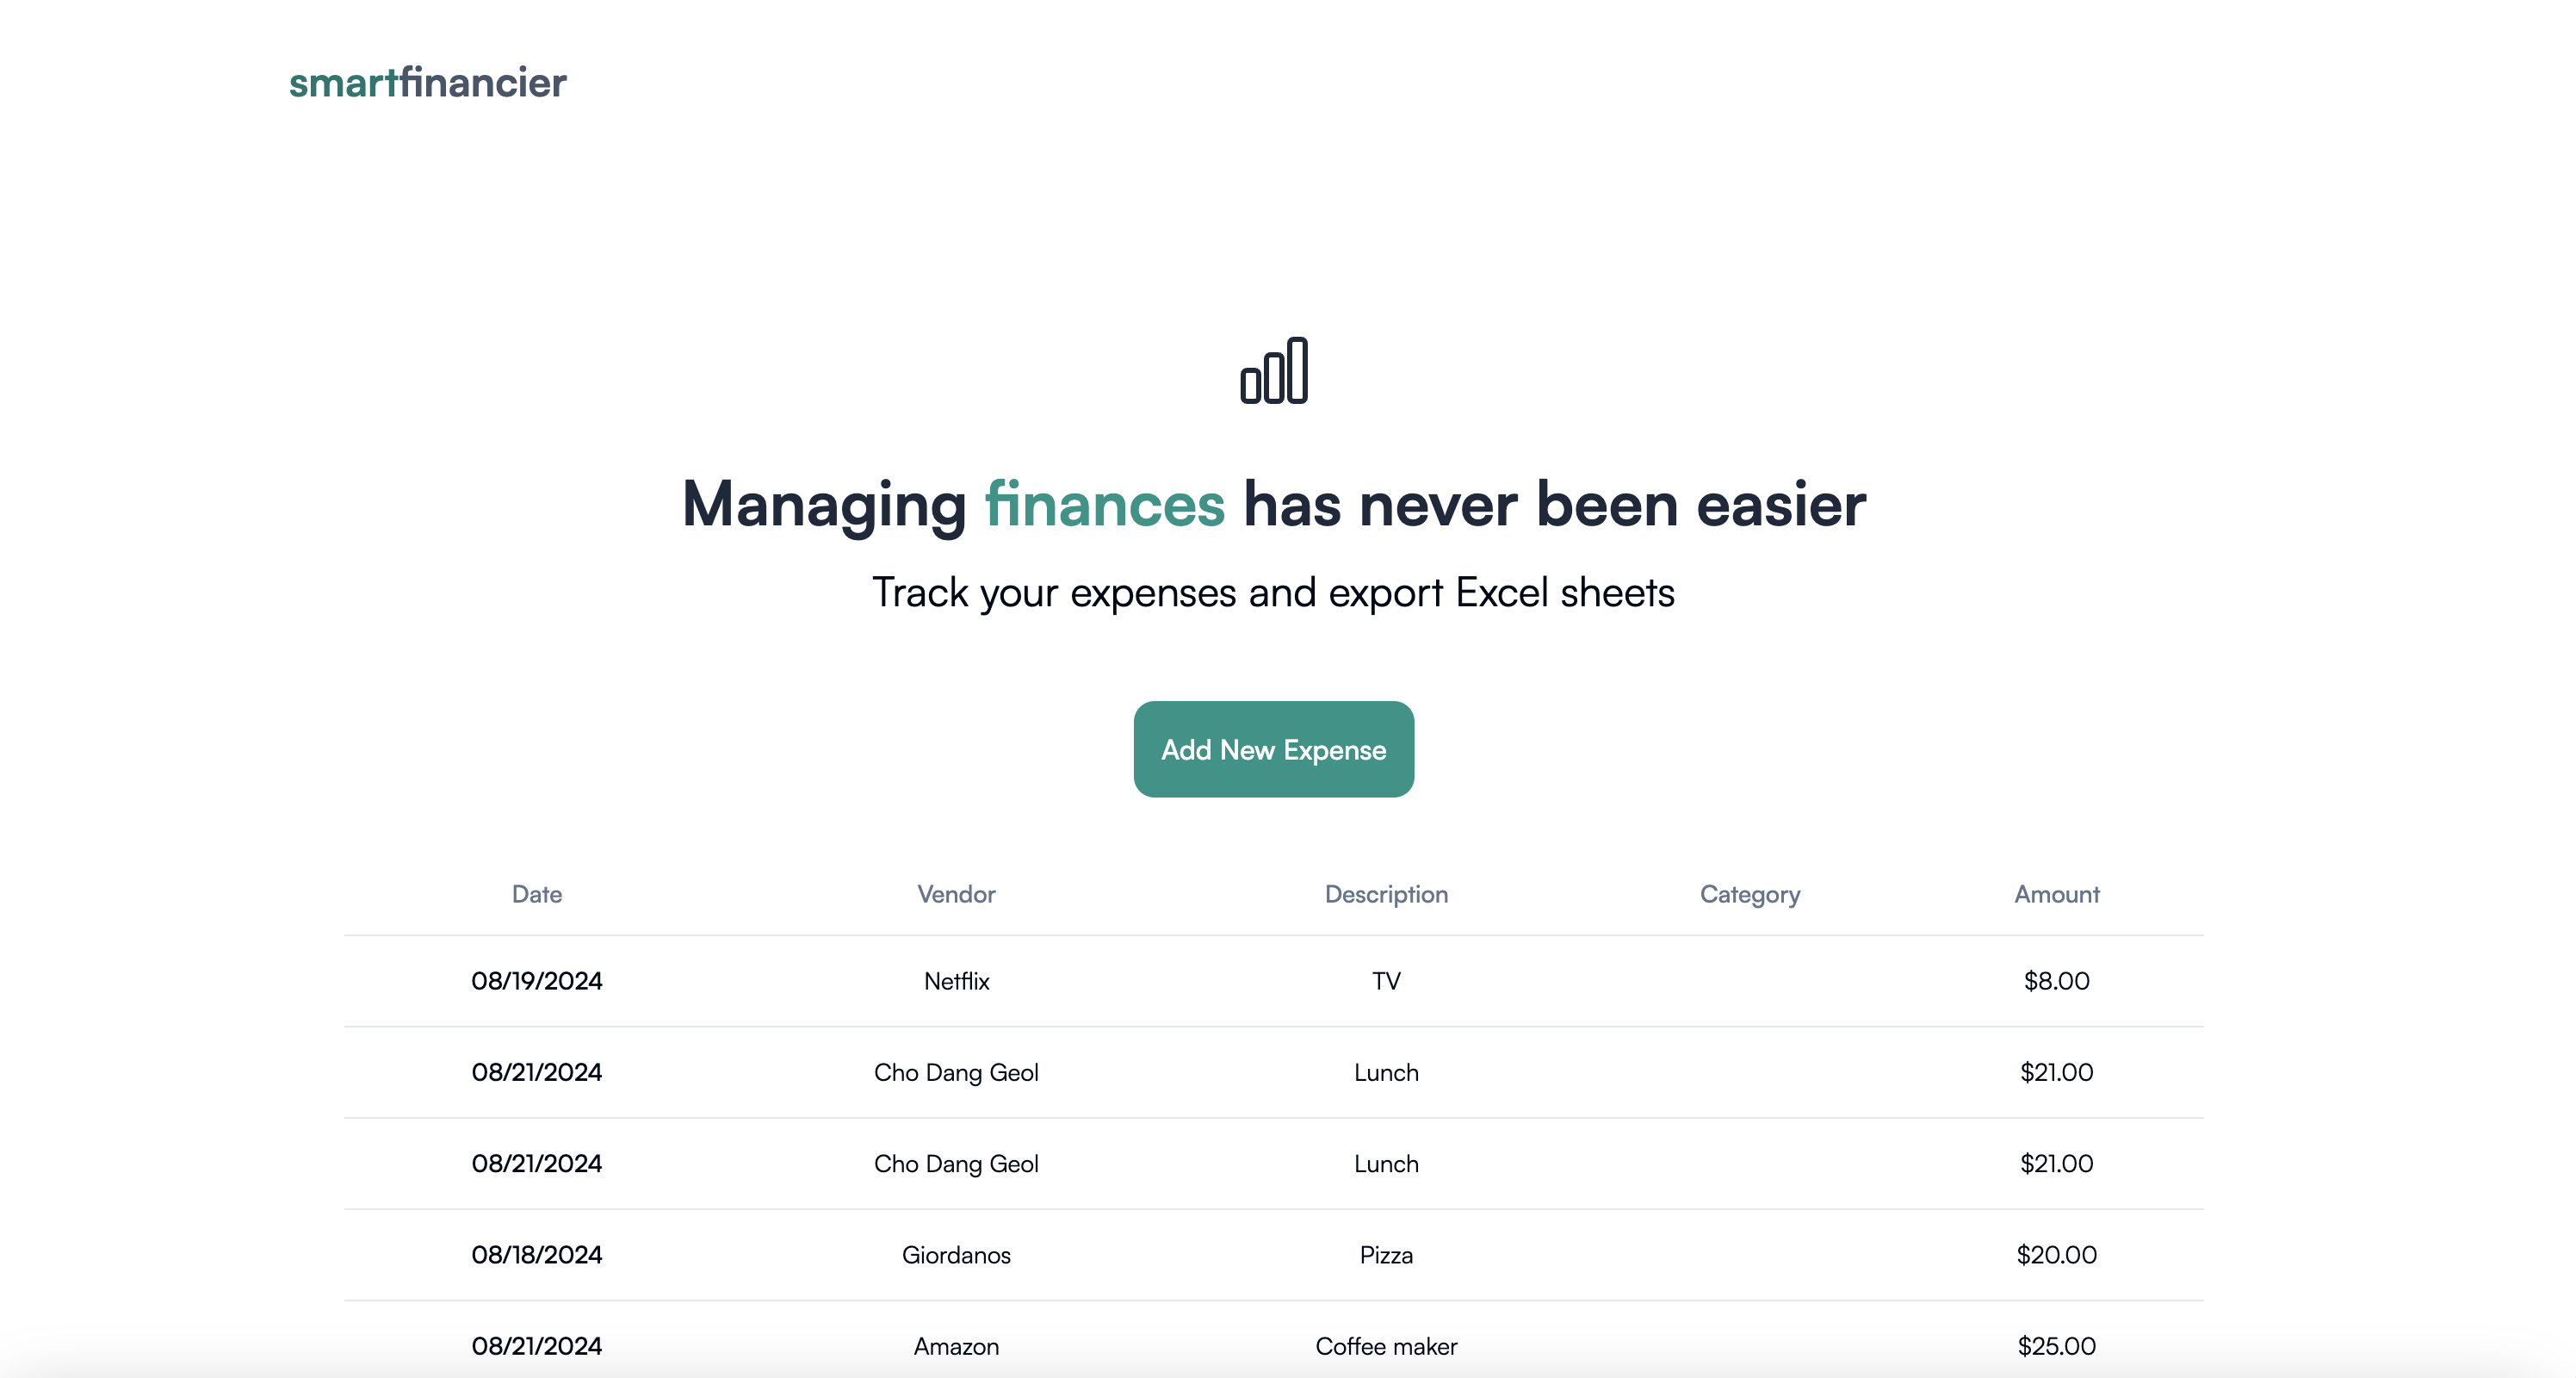 smartfinancier
Managing finances has never been easier
Track your expenses and export Excel sheets
Add New Expense
Date Vendor Description Category Amount
08/19/2024 Netflix TV $8.00
08/21/2024 Cho Dang Geol Lunch $21.00
08/21/2024 Cho Dang Geol Lunch $21.00
08/18/2024 Giordanos Pizza $20.00
08/21/2024 Amazon Coffee maker $25.00